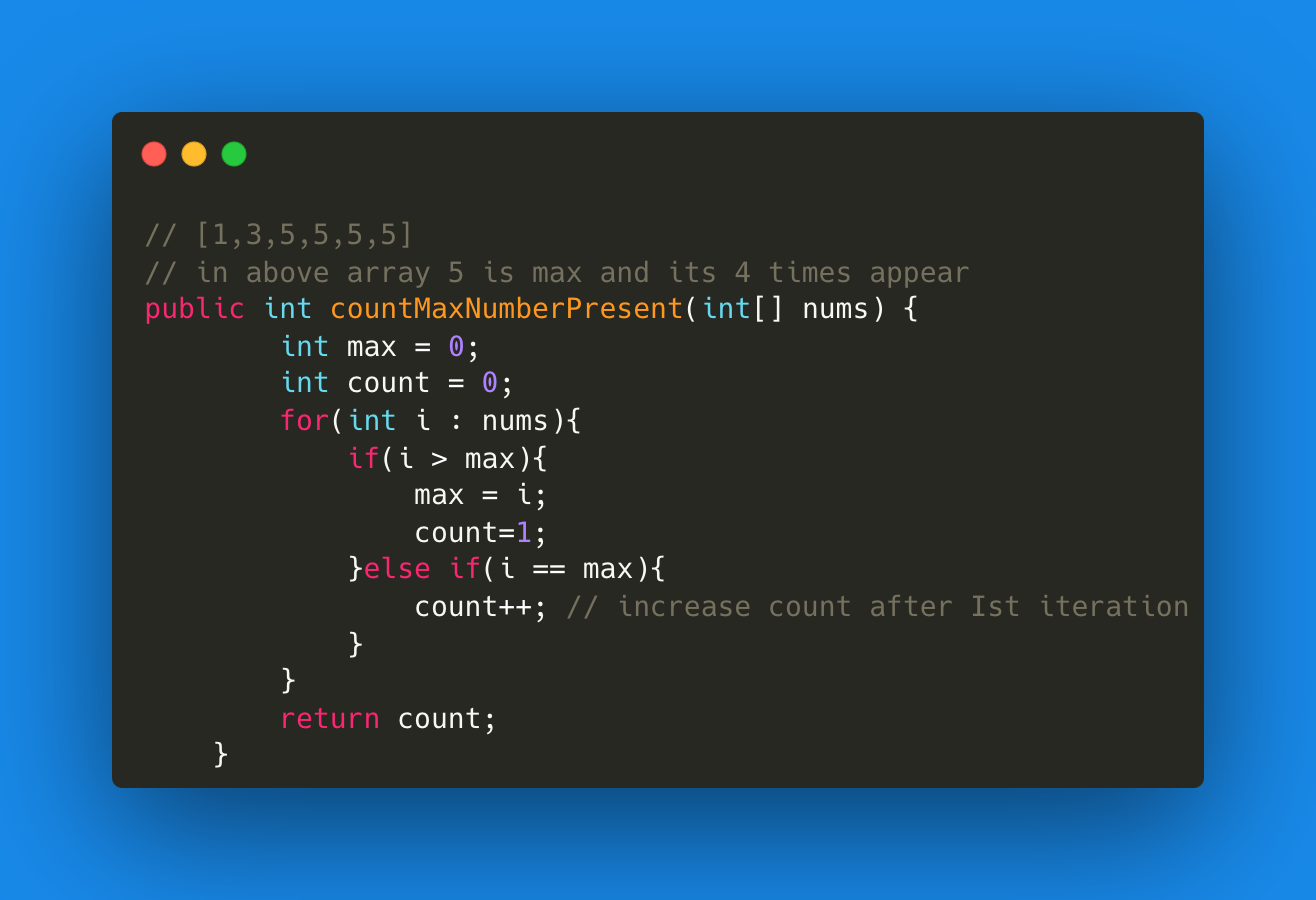 // [1,3,5,5,5,5]
// in above array 5 is max and its 4 times appear
public int countMaxNumberPresent(int[] nums) {
        int max = 0;
        int count = 0;
        for(int i : nums){
            if(i > max){
                max = i;
                count=1;
            }else if(i == max){
                count++; // increase count after Ist iteration
            }
        }
        return count;
    }